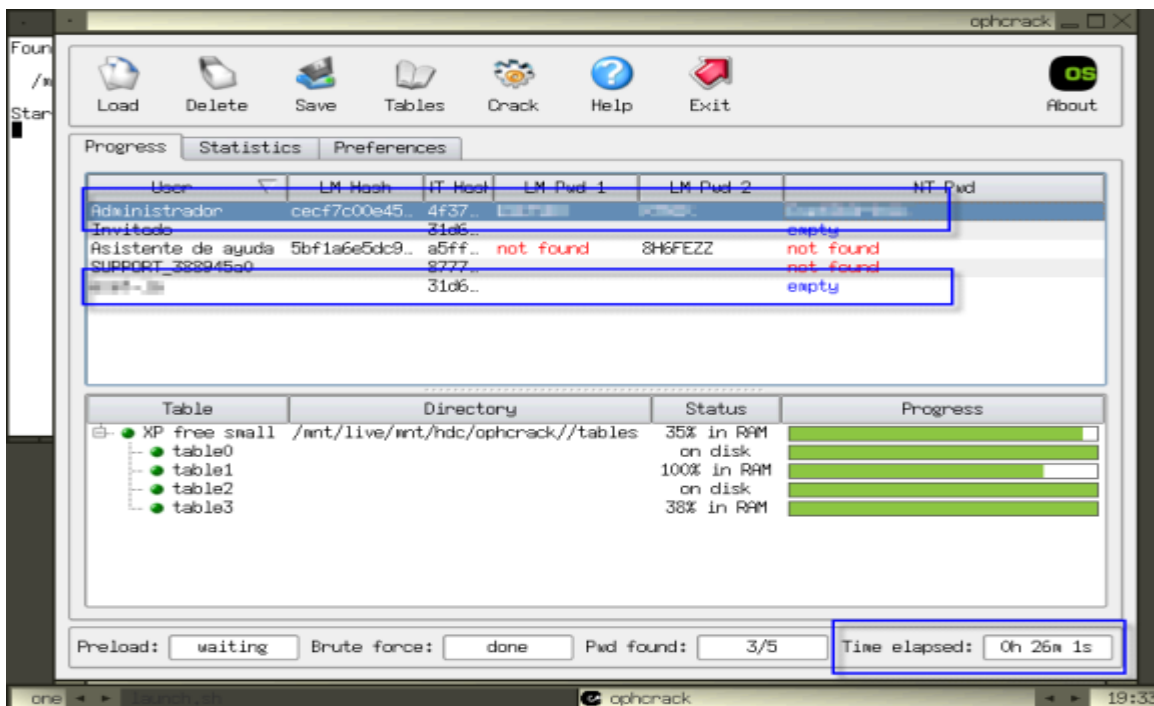 ophcrack
Foun
/m
Star
Load Delete Save Tables Crack Help Exit About
OS
Progress Statistics Preferences
User LM Hash IT Hash LM Pwd 1 LM Pwd 2 NT Pwd
Administrador cecf7c00e45.. 4f37..
Invitado 31d6.. empty
Asistente de ayuda 5bf1a6e5dc9.. a5ff.. not found 8H6FEZZ not found
SUPPORT_388945a0 8777.. not found
31d6.. empty
Table Directory Status Progress
XP free small /mnt/live/mnt/hdc/ophcrack//tables 35% in RAM
table0 on disk
table1 100% in RAM
table2 on disk
table3 38% in RAM
Preload: waiting Brute force: done Pwd found: 3/5 Time elapsed: 0h 26m 1s
one launch.sh ophcrack 19:33